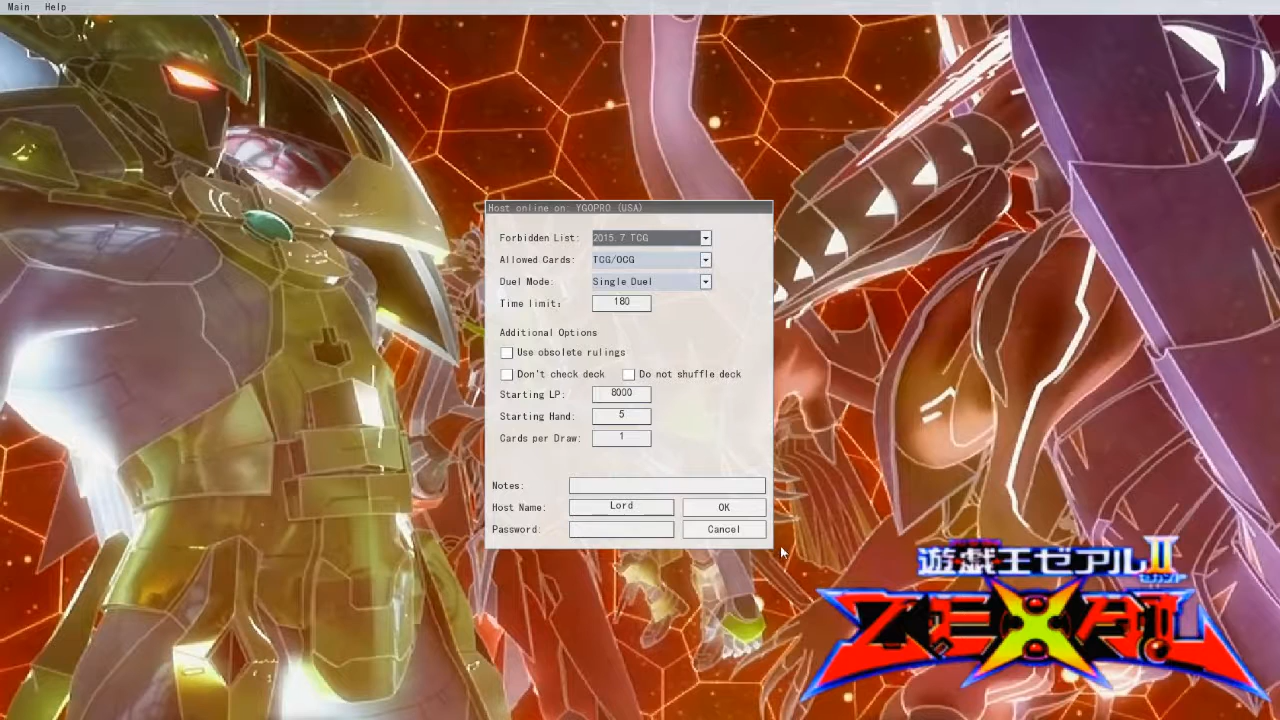 Main Help
Host online on: YGOPRO (USA)
Forbidden List: 2015.7 TCG
Allowed Cards: TCG/OCG
Duel Mode: Single Duel
Time limit: 180
Additional Options
Use obsolete rulings
Don't check deck Do not shuffle deck
Starting LP: 8000
Starting Hand: 5
Cards per Draw: 1
Notes:
Host Name: Lord OK
Password: Cancel
遊戯王ゼアルII
セカンド
ZEXAL